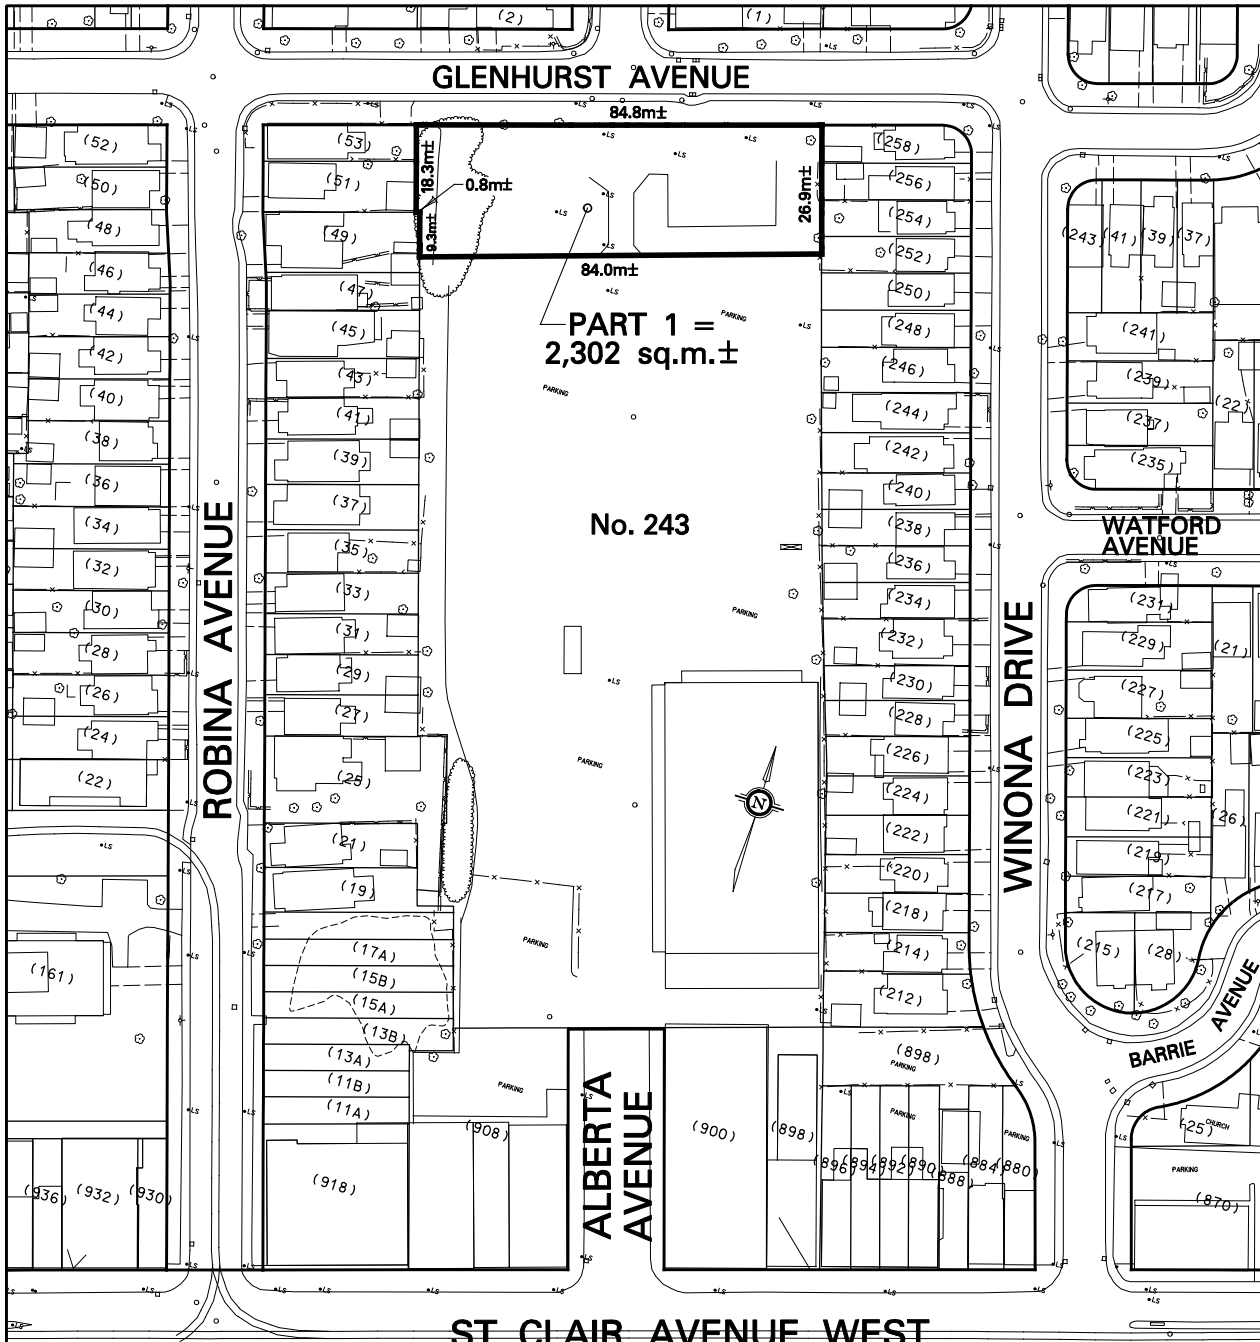 (2)
(1)
GLENHURST AVENUE
84.8m±
18.3m±
0.8m±
9.3m±
26.9m±
84.0m±
PART 1 =
2,302 sq.m.±
No. 243
PARKING
PARKING
PARKING
PARKING
PARKING
PARKING
N
ROBINA AVENUE
WINONA DRIVE
WATFORD
AVENUE
BARRIE AVENUE
ALBERTA
AVENUE
ST CLAIR AVENUE WEST
(52)
(50)
(48)
(46)
(44)
(42)
(40)
(38)
(36)
(34)
(32)
(30)
(28)
(26)
(24)
(22)
(161)
(936)
(932)
(930)
(53)
(51)
(49)
(47)
(45)
(43)
(41)
(39)
(37)
(35)
(33)
(31)
(29)
(27)
(25)
(21)
(19)
(17A)
(15B)
(15A)
(13B)
(13A)
(11B)
(11A)
(918)
(908)
(900)
(898)
(258)
(256)
(254)
(252)
(250)
(248)
(246)
(244)
(242)
(240)
(238)
(236)
(234)
(232)
(230)
(228)
(226)
(224)
(222)
(220)
(218)
(214)
(212)
(898)
PARKING
PARKING
PARKING
(896)
(894)
(892)
(890)
(888)
(884)
(880)
(243)
(41)
(39)
(37)
(241)
(239)
(237)
(235)
(22)
(231)
(229)
(227)
(225)
(223)
(221)
(219)
(217)
(215)
(28)
(21)
(26)
(25)
CHURCH
PARKING
(870)